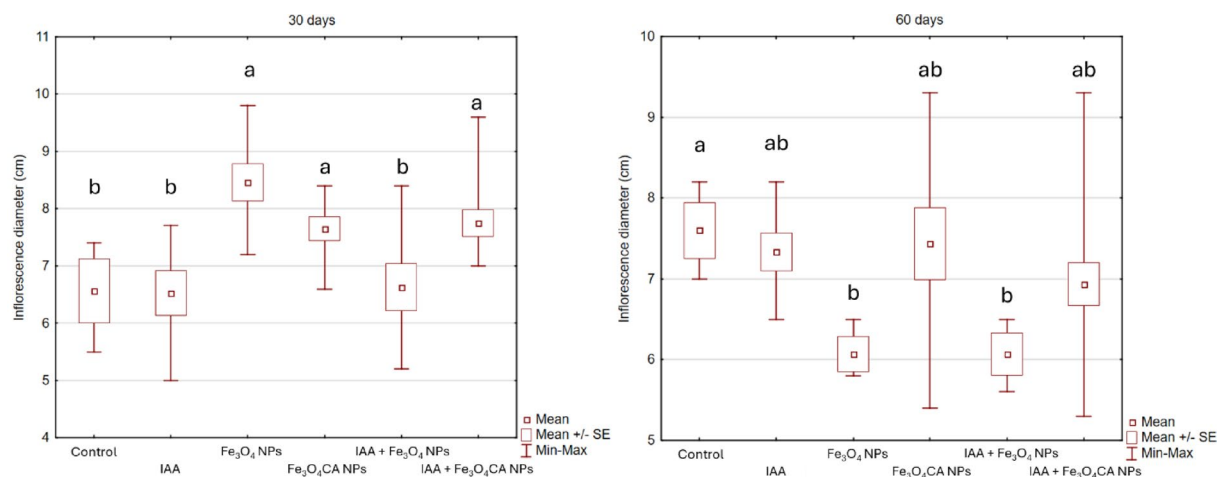 30 days
11
10
9
8
7
6
5
4
Inflorescence diameter (cm)
b
b
a
a
b
a
Control
IAA
Fe₃O₄ NPs
Fe₃O₄CA NPs
IAA + Fe₃O₄ NPs
IAA + Fe₃O₄CA NPs
Mean
Mean +/- SE
Min-Max
60 days
10
9
8
7
6
5
Inflorescence diameter (cm)
a
ab
b
ab
b
ab
Control
IAA
Fe₃O₄ NPs
Fe₃O₄CA NPs
IAA + Fe₃O₄ NPs
IAA + Fe₃O₄CA NPs
Mean
Mean +/- SE
Min-Max